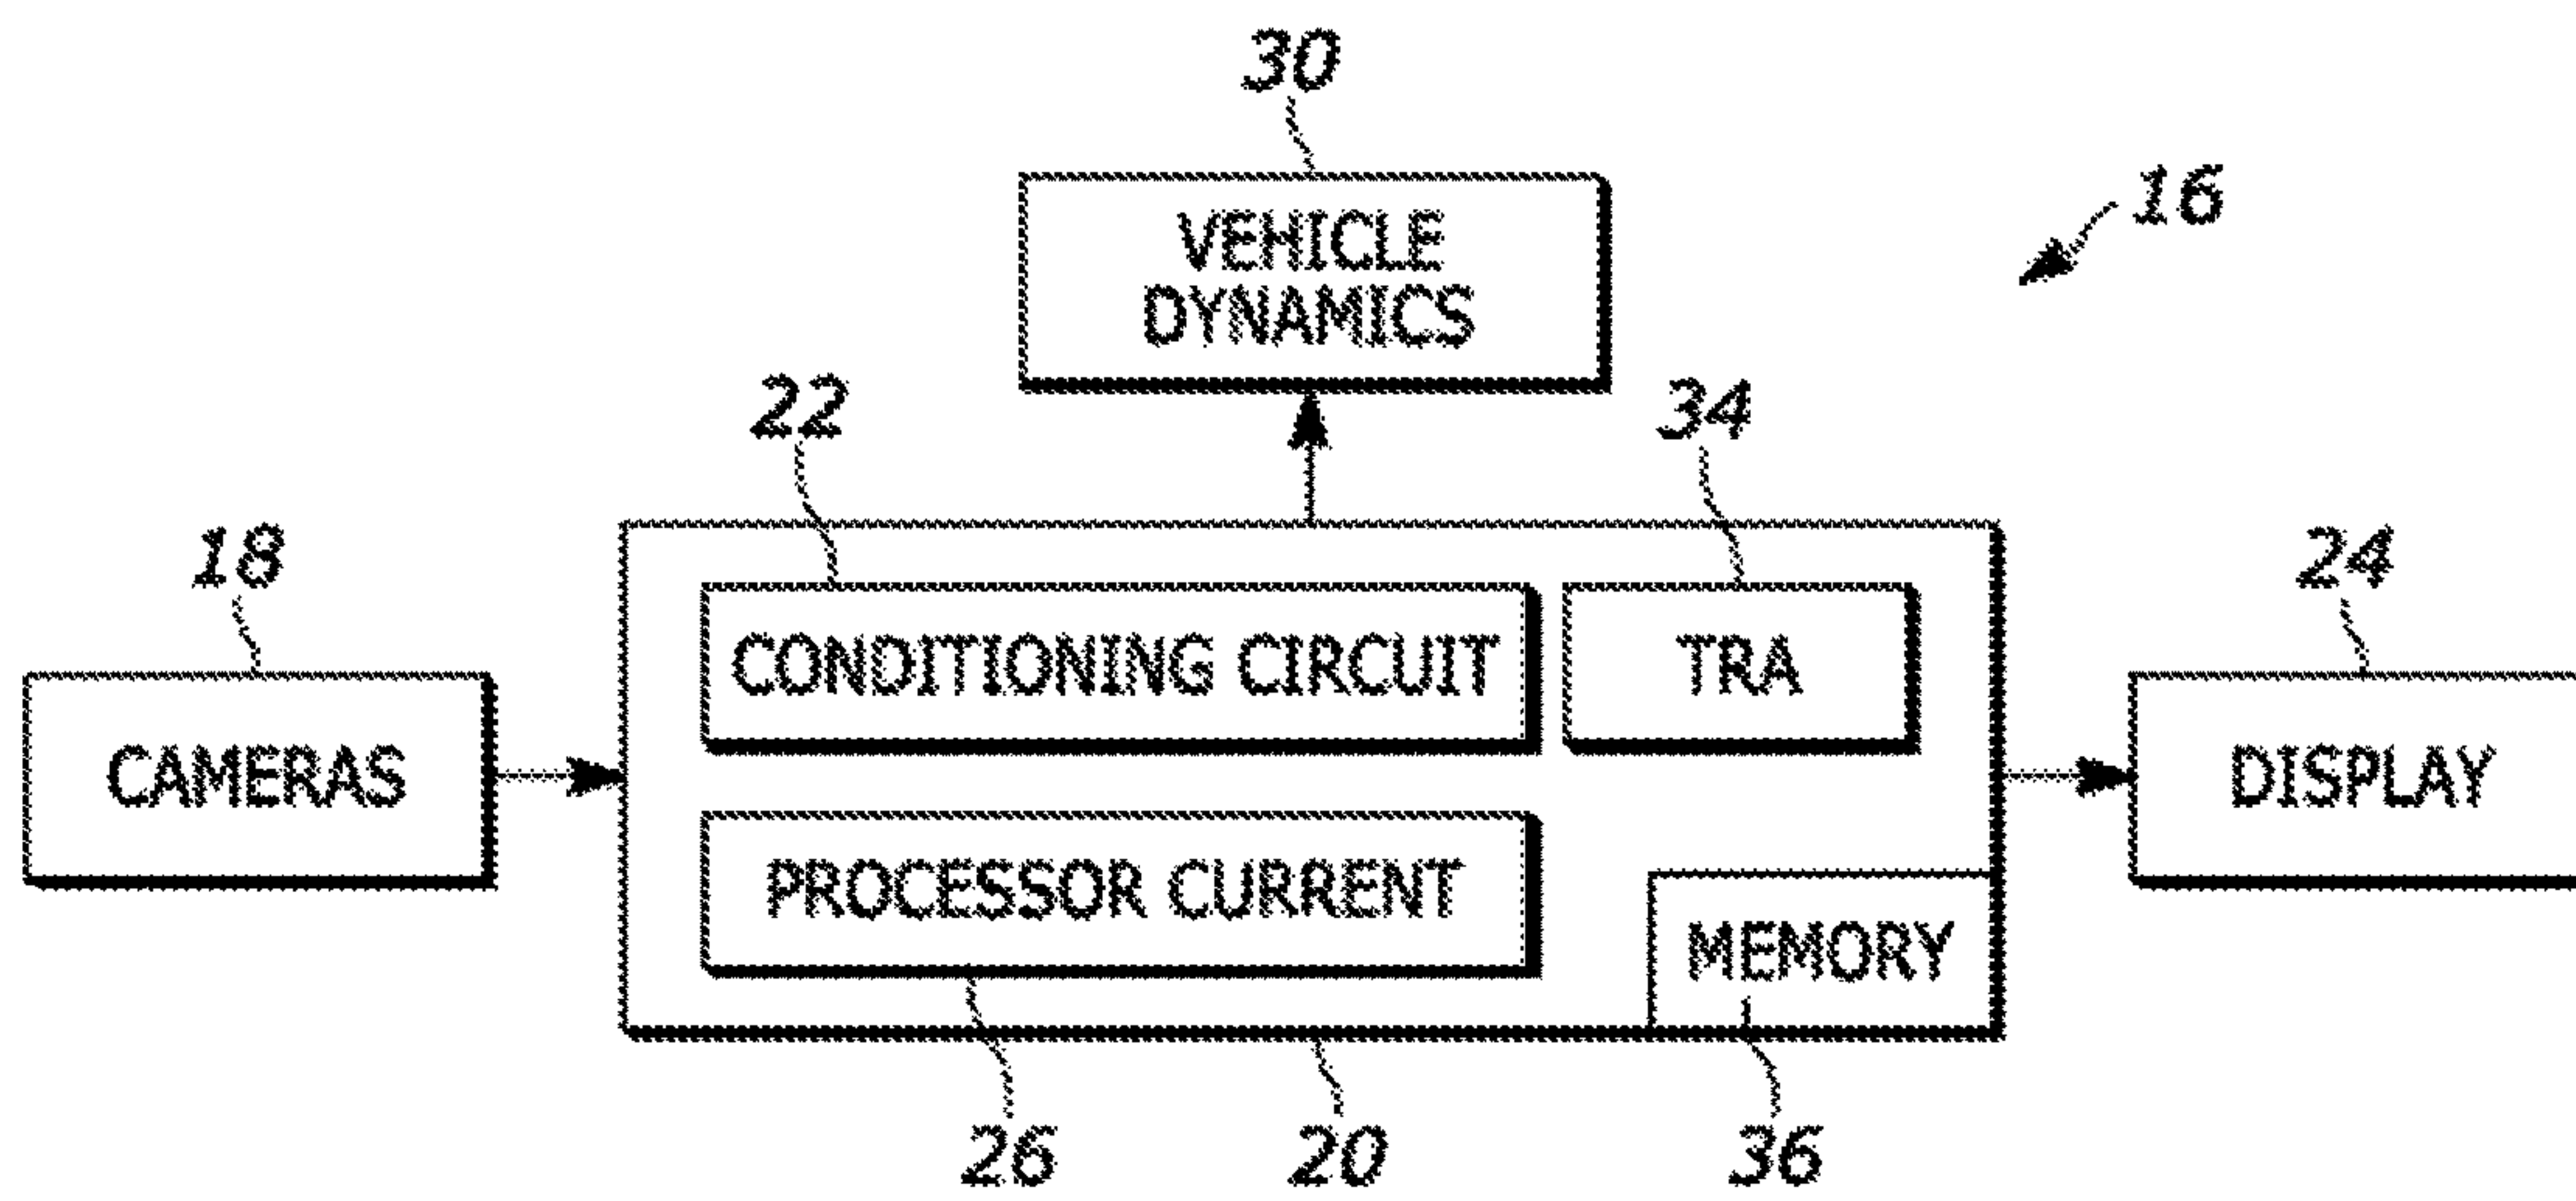 30
16
VEHICLE
DYNAMICS
22
34
18
24
CONDITIONING CIRCUIT
TRA
CAMERAS
DISPLAY
PROCESSOR CURRENT
MEMORY
26
20
36